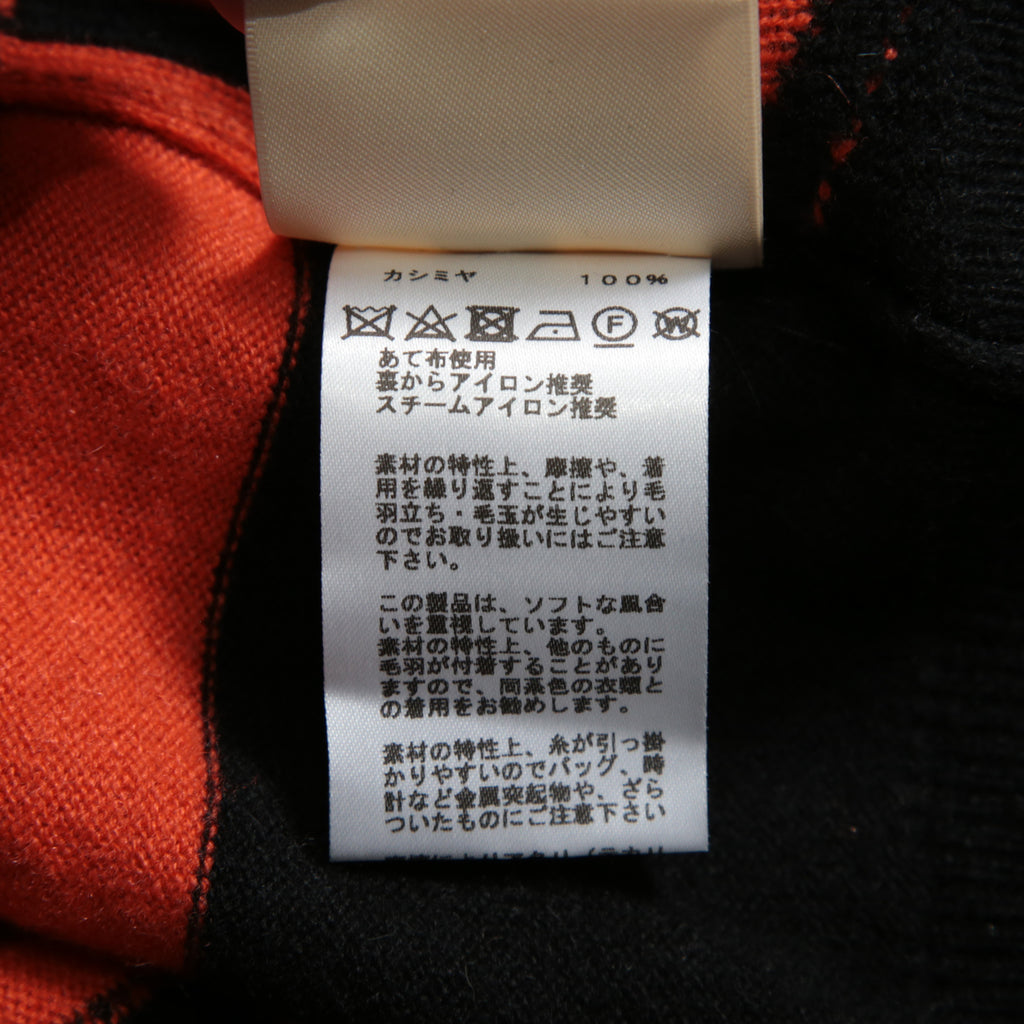 カシミヤ 100%
F W
あて布使用
裏からアイロン推奨
スチームアイロン推奨
素材の特性上、摩擦や、着
用を繰り返すことにより毛
羽立ち・毛玉が生じやすい
のでお取り扱いにはご注意
下さい。
この製品は、ソフトな風合
いを重視しています。
素材の特性上、他のものに
毛羽が付着することがあり
ますので、同系色の衣類と
の着用をお勧めします。
素材の特性上、糸が引っ掛
かりやすいのでバッグ、時
計など金属突起物や、ざら
ついたものにご注意下さい